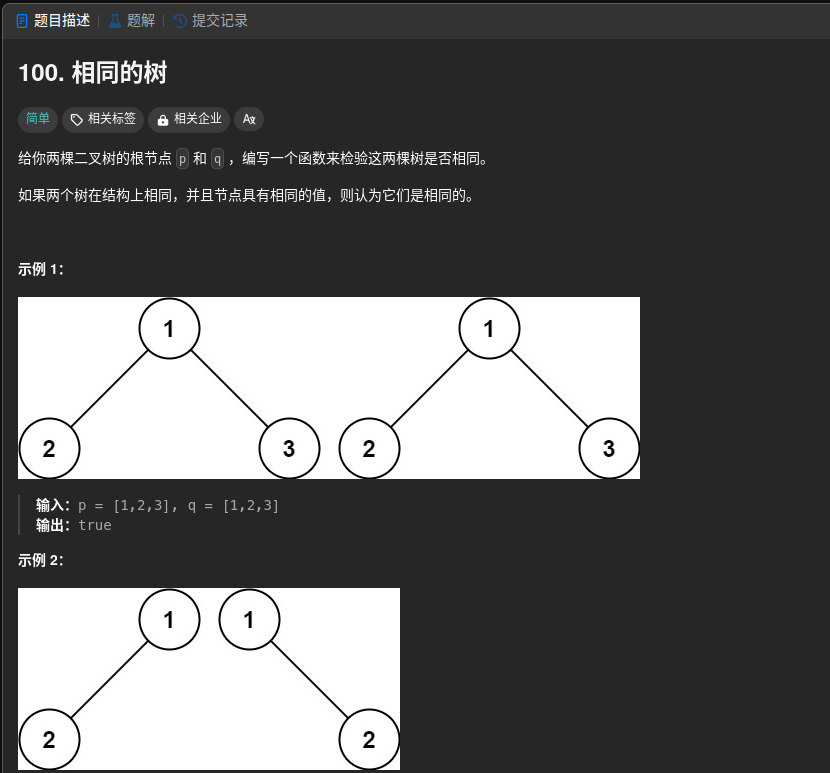 题目描述 | 题解 | 提交记录
100. 相同的树
简单 相关标签 相关企业 A文
给你两棵二叉树的根节点 p 和 q ，编写一个函数来检验这两棵树是否相同。
如果两个树在结构上相同，并且节点具有相同的值，则认为它们是相同的。
示例 1：
1 1
2 3 2 3
输入：p = [1,2,3], q = [1,2,3]
输出：true
示例 2：
1 1
2 2